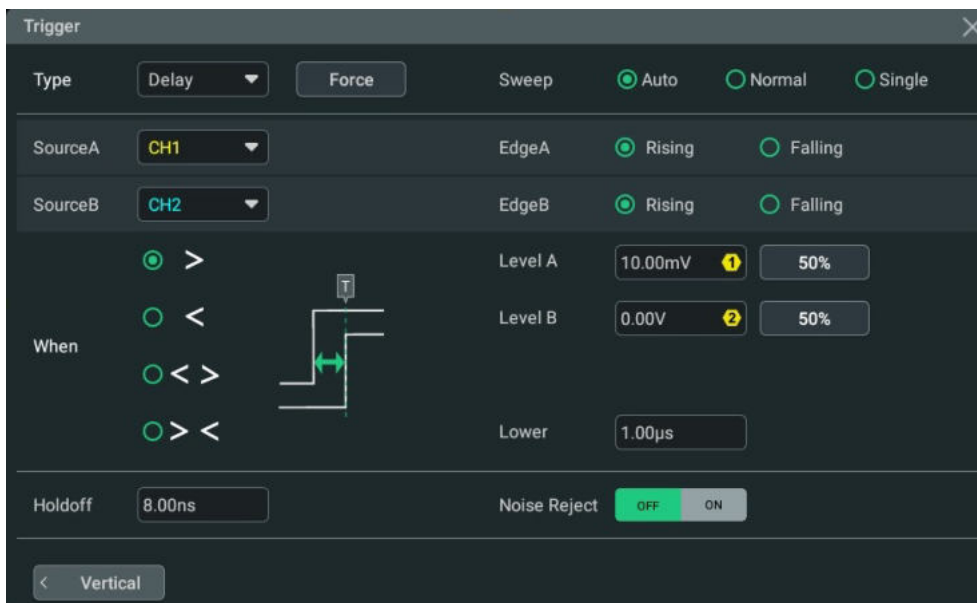 Trigger
Type Delay Force Sweep Auto Normal Single
SourceA CH1 EdgeA Rising Falling
SourceB CH2 EdgeB Rising Falling
> Level A 10.00mV 1 50%
T
< Level B 0.00V 2 50%
When
< >
> < Lower 1.00µs
Holdoff 8.00ns Noise Reject OFF ON
< Vertical